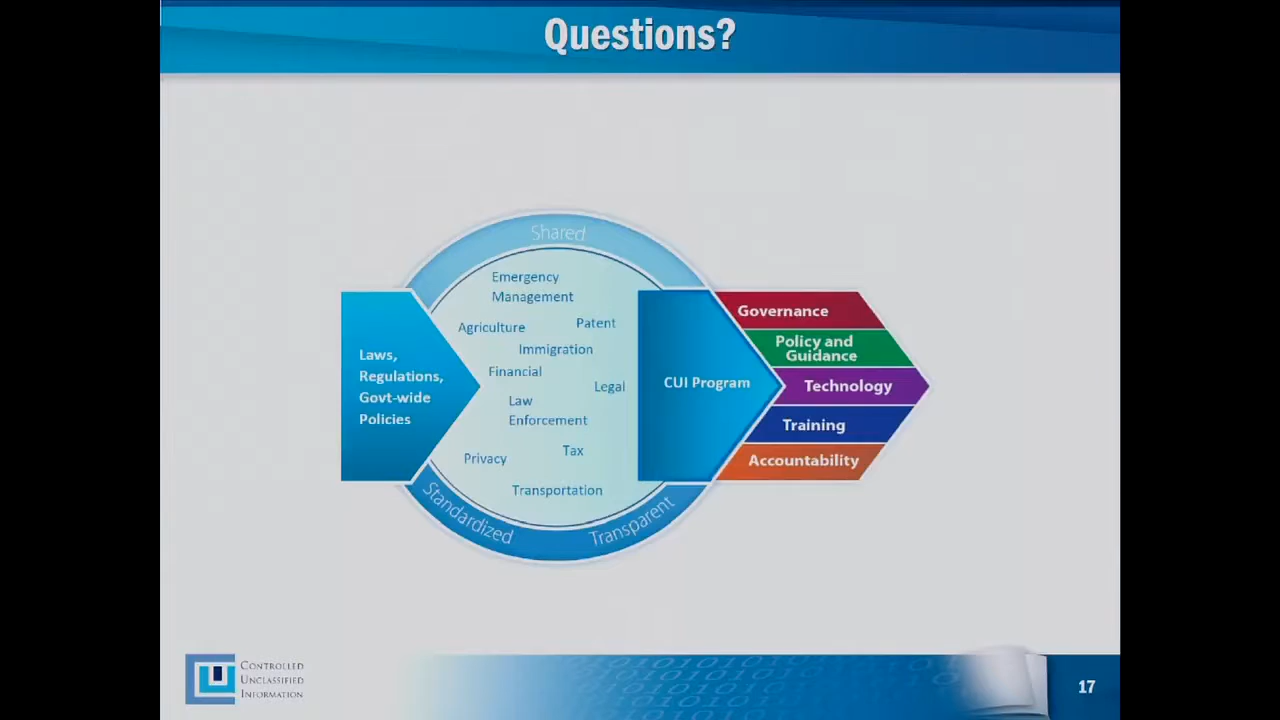 Questions?
Shared
Emergency
Management
Agriculture
Patent
Immigration
Financial
Legal
Law
Enforcement
Tax
Privacy
Transportation
Standardized
Transparent
Laws,
Regulations,
Govt-wide
Policies
CUI Program
Governance
Policy and
Guidance
Technology
Training
Accountability
Controlled
Unclassified
Information
17